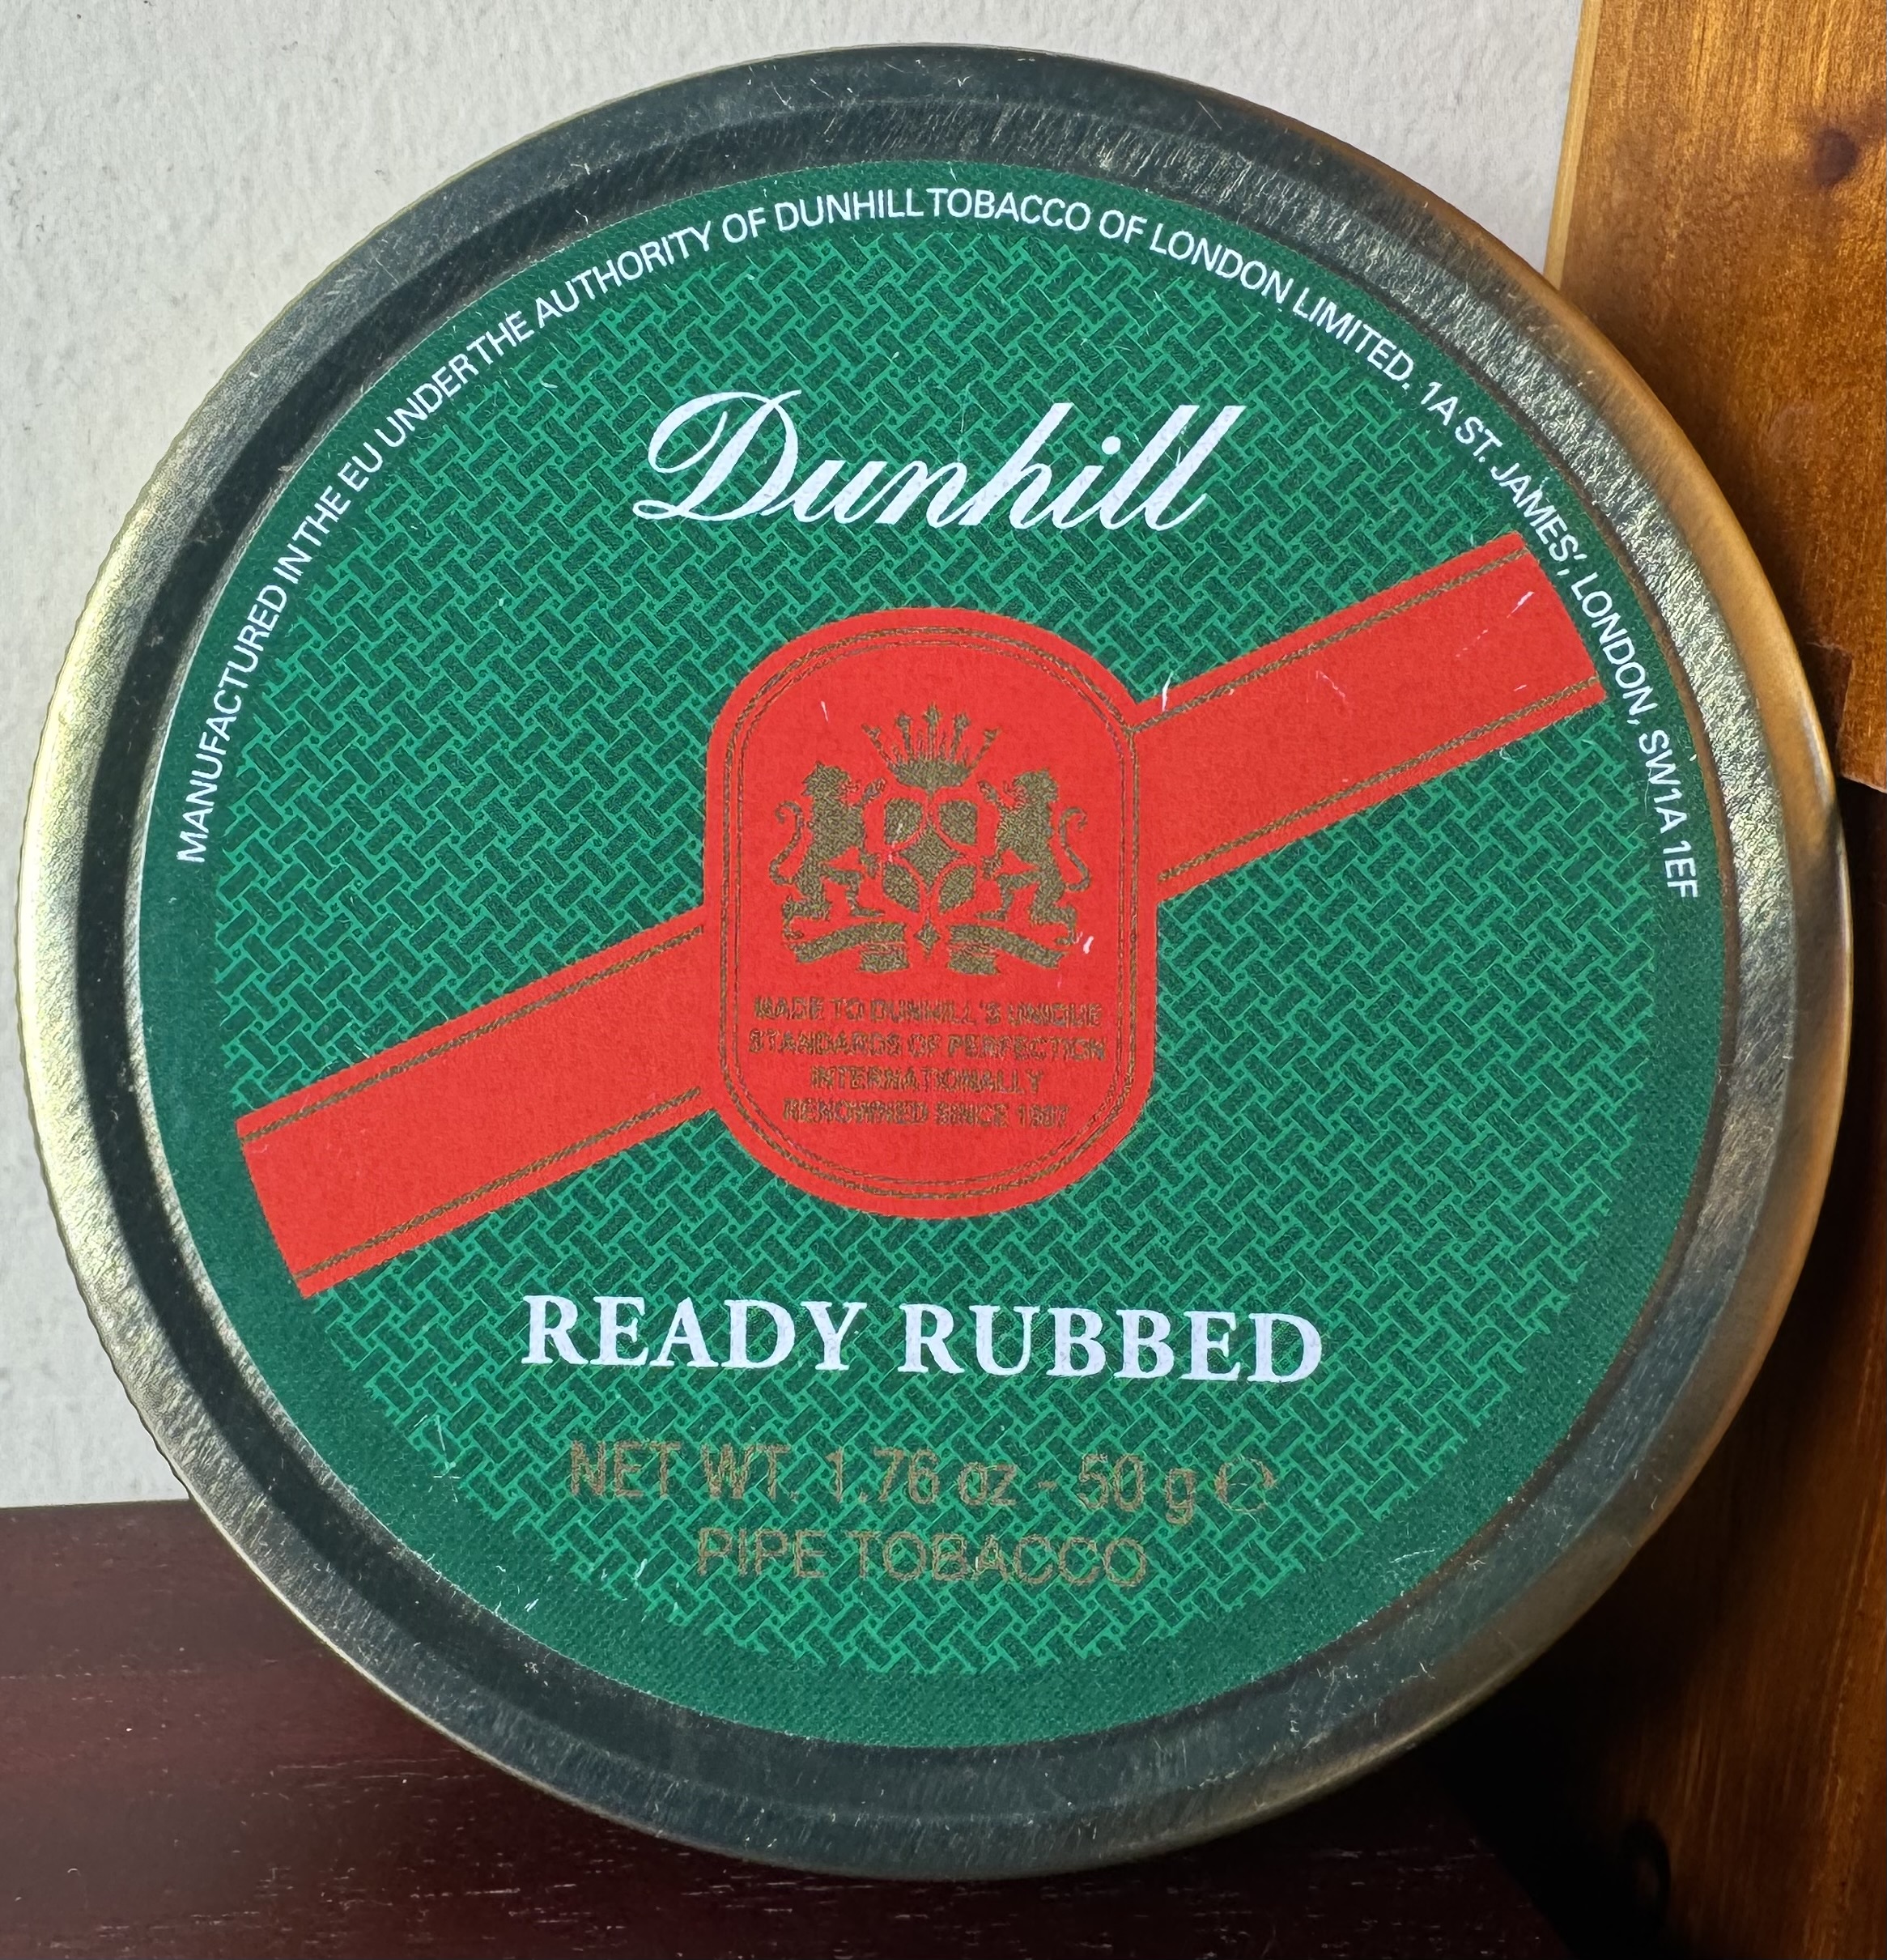 MANUFACTURED IN THE EU UNDER THE AUTHORITY OF DUNHILL TOBACCO OF LONDON LIMITED. 1A ST. JAMES', LONDON, SW1A 1EF
Dunhill
MADE TO DUNHILL'S UNIQUE
STANDARDS OF PERFECTION
INTERNATIONALLY
RENOWNED SINCE 1907
READY RUBBED
NET WT. 1.76 oz - 50 g ℮
PIPE TOBACCO